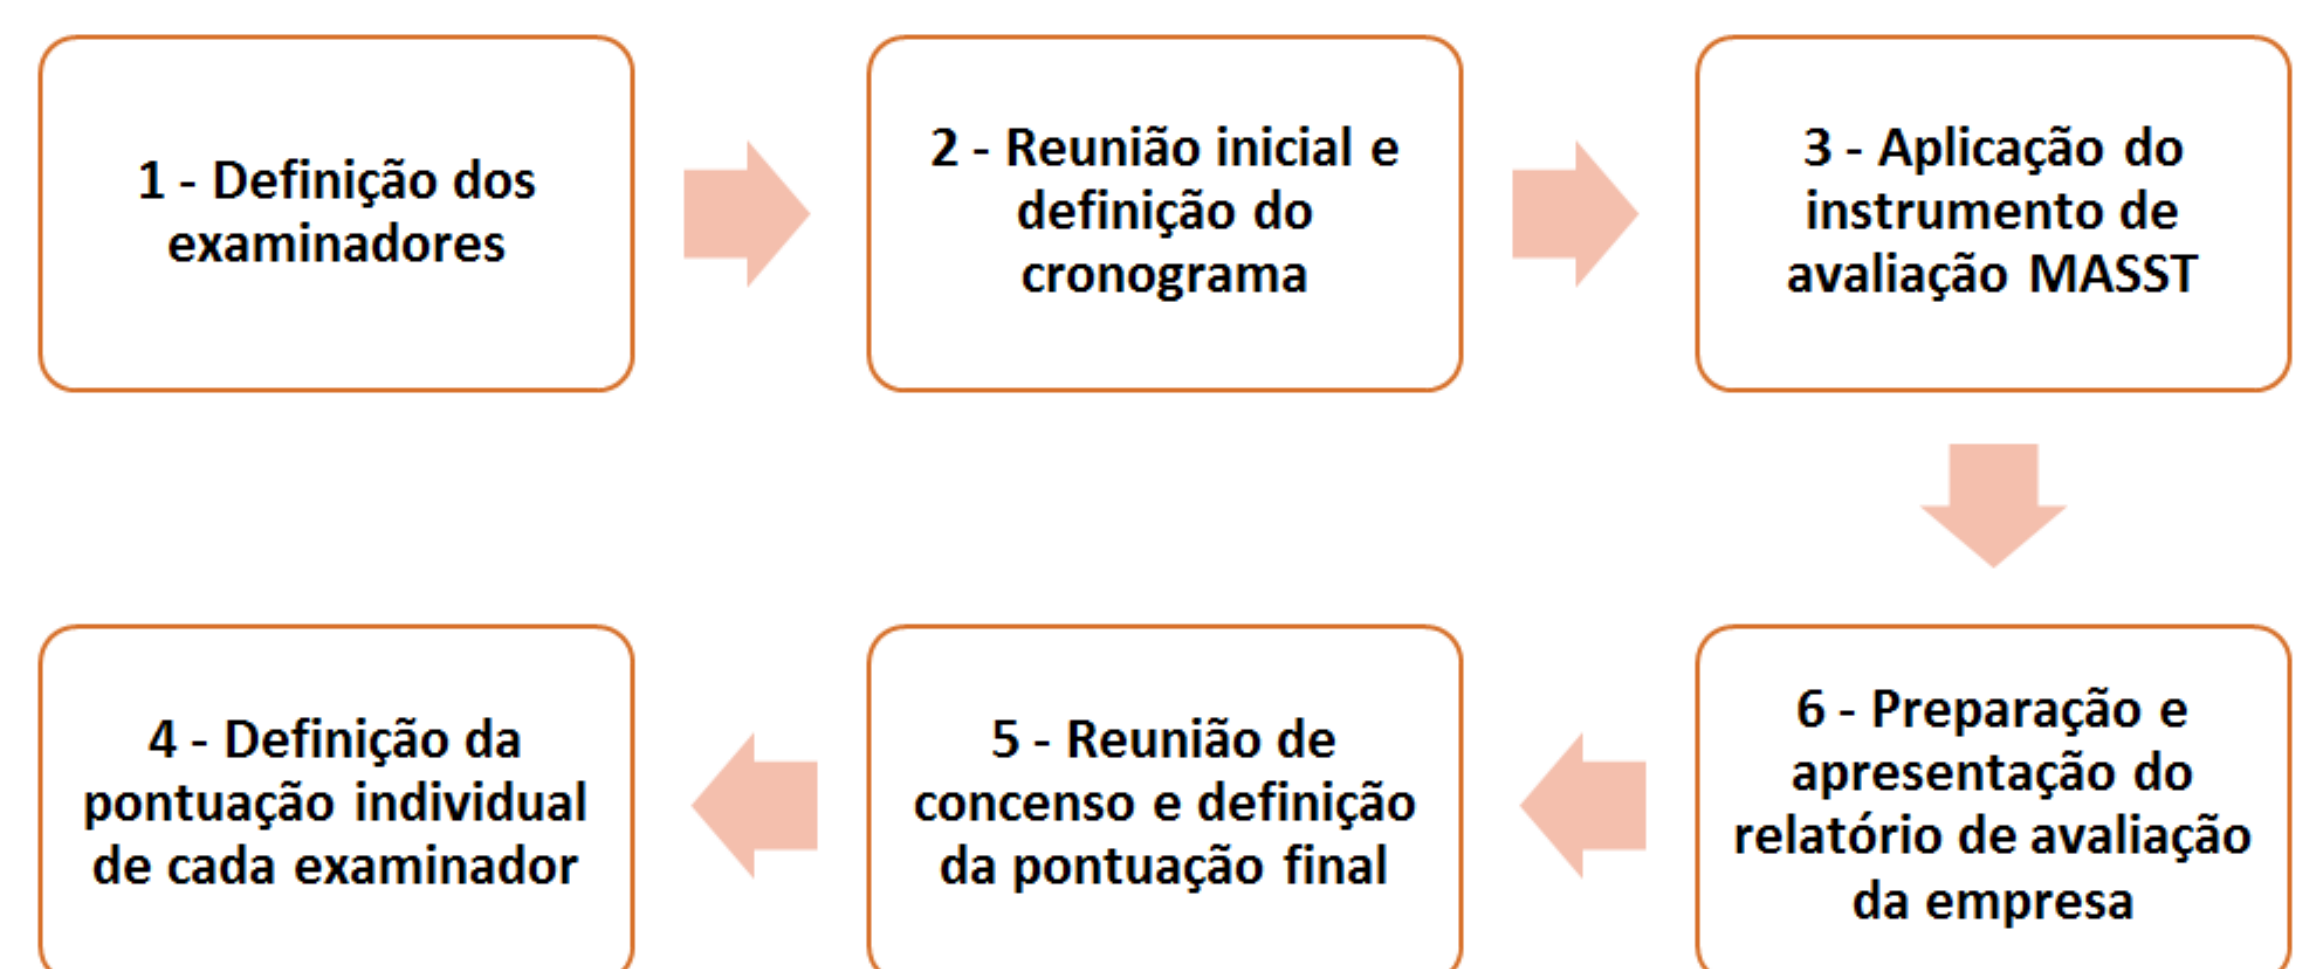 1 - Definição dos
examinadores
2 - Reunião inicial e
definição do
cronograma
3 - Aplicação do
instrumento de
avaliação MASST
4 - Definição da
pontuação individual
de cada examinador
5 - Reunião de
concenso e definição
da pontuação final
6 - Preparação e
apresentação do
relatório de avaliação
da empresa